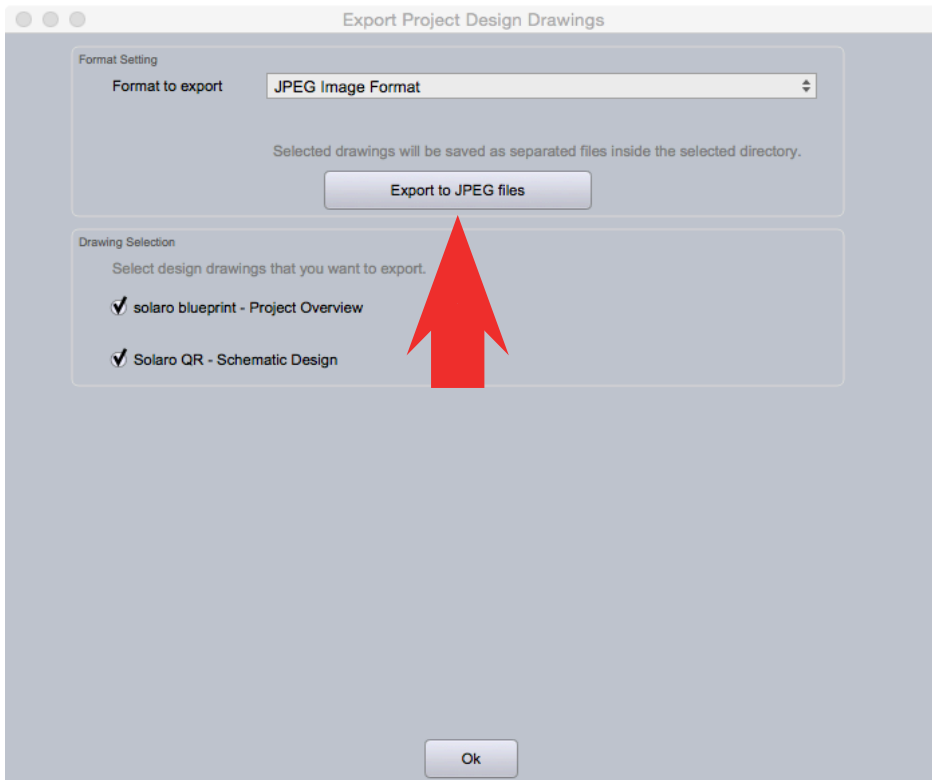 Export Project Design Drawings
Format Setting
Format to export
JPEG Image Format
Selected drawings will be saved as separated files inside the selected directory.
Export to JPEG files
Drawing Selection
Select design drawings that you want to export.
solaro blueprint - Project Overview
Solaro QR - Schematic Design
Ok